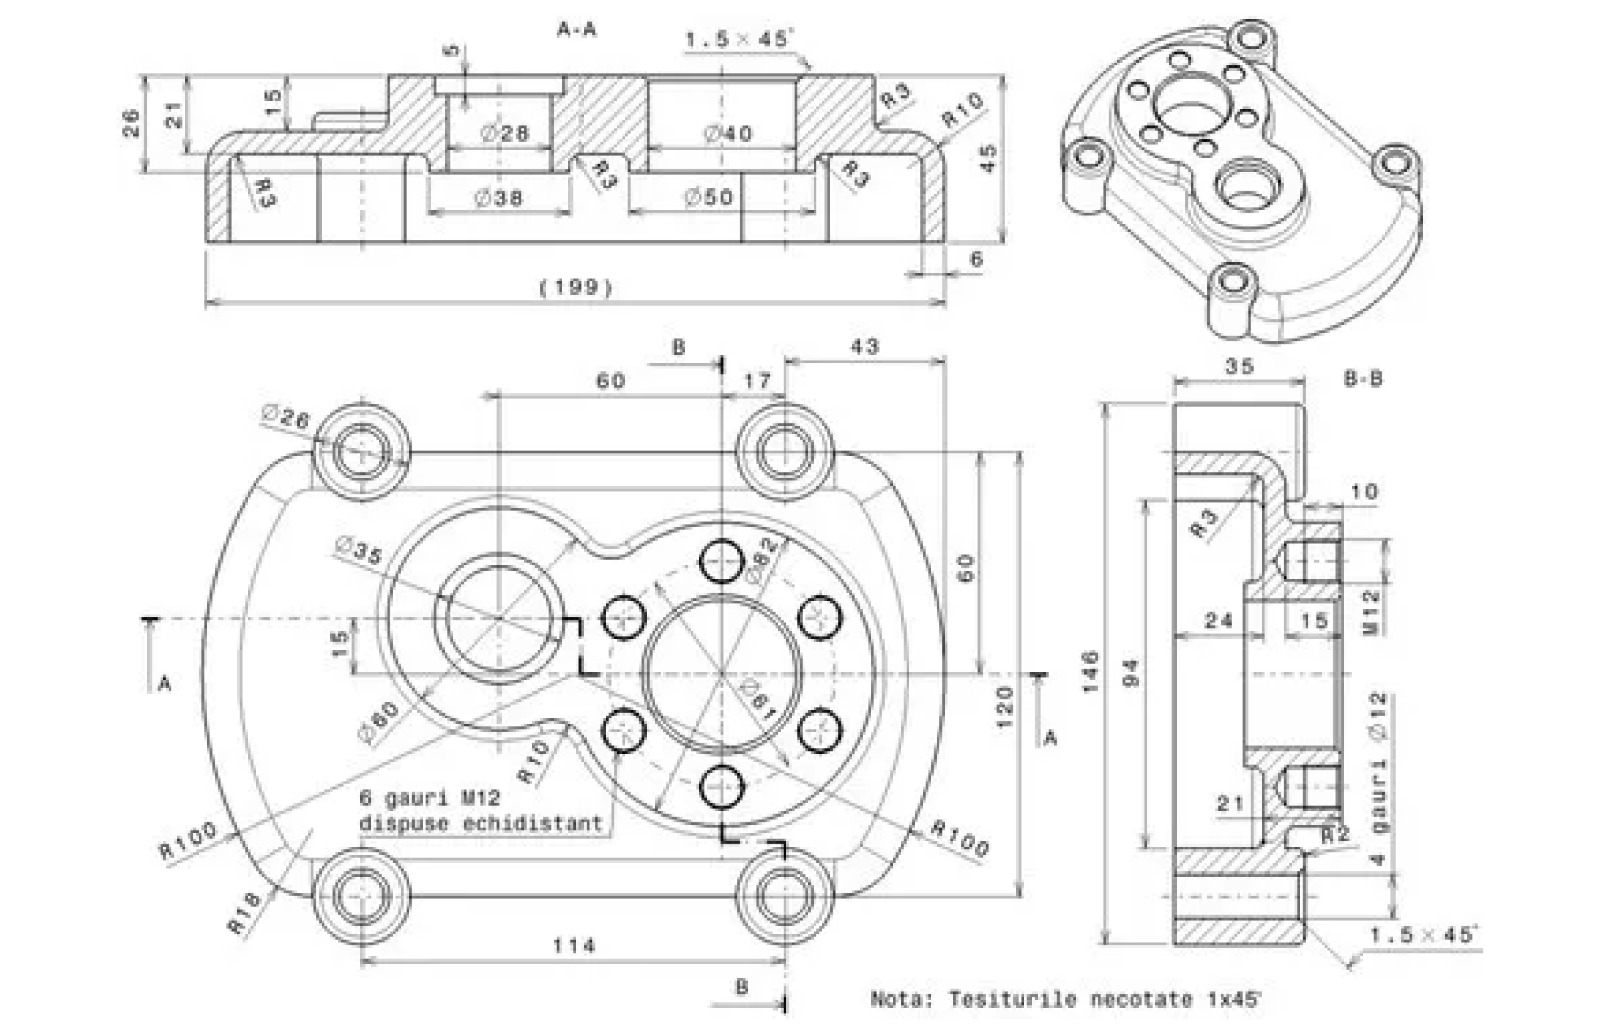 A-A
5
1.5×45°
26
21
15
∅28
∅40
R3
R10
45
R3
∅38
R3
∅50
R3
6
(199)
B
43
60
17
∅26
∅35
∅82
60
15
A
A
∅60
∅61
R10
120
6 gauri M12
dispuse echidistant
R100
R100
R18
114
B
35
B-B
10
R3
M12
24
15
146
94
21
R2
4 gauri ∅12
1.5×45°
Nota: Tesiturile necotate 1x45°